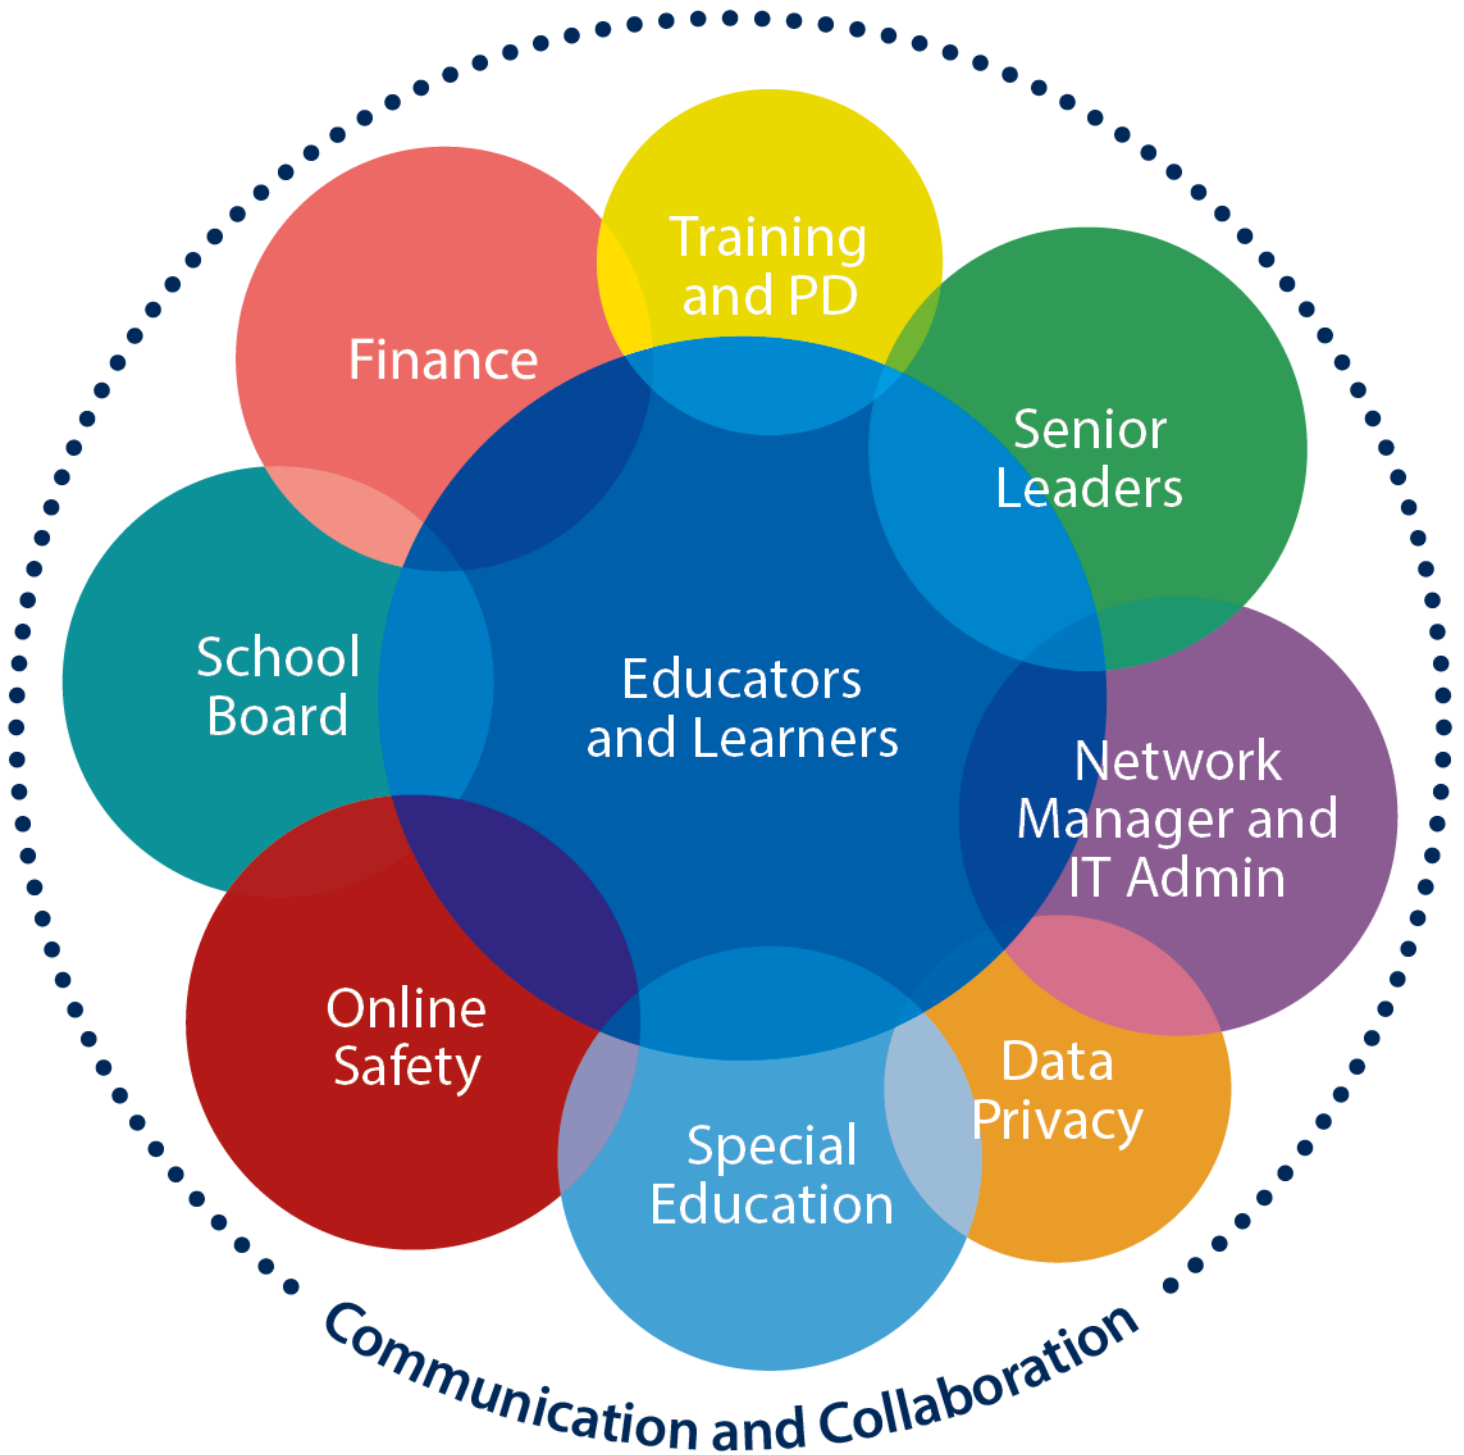 Training
and PD
Finance
Senior
Leaders
School
Board
Educators
and Learners
Network
Manager and
IT Admin
Online
Safety
Data
Privacy
Special
Education
Communication and Collaboration